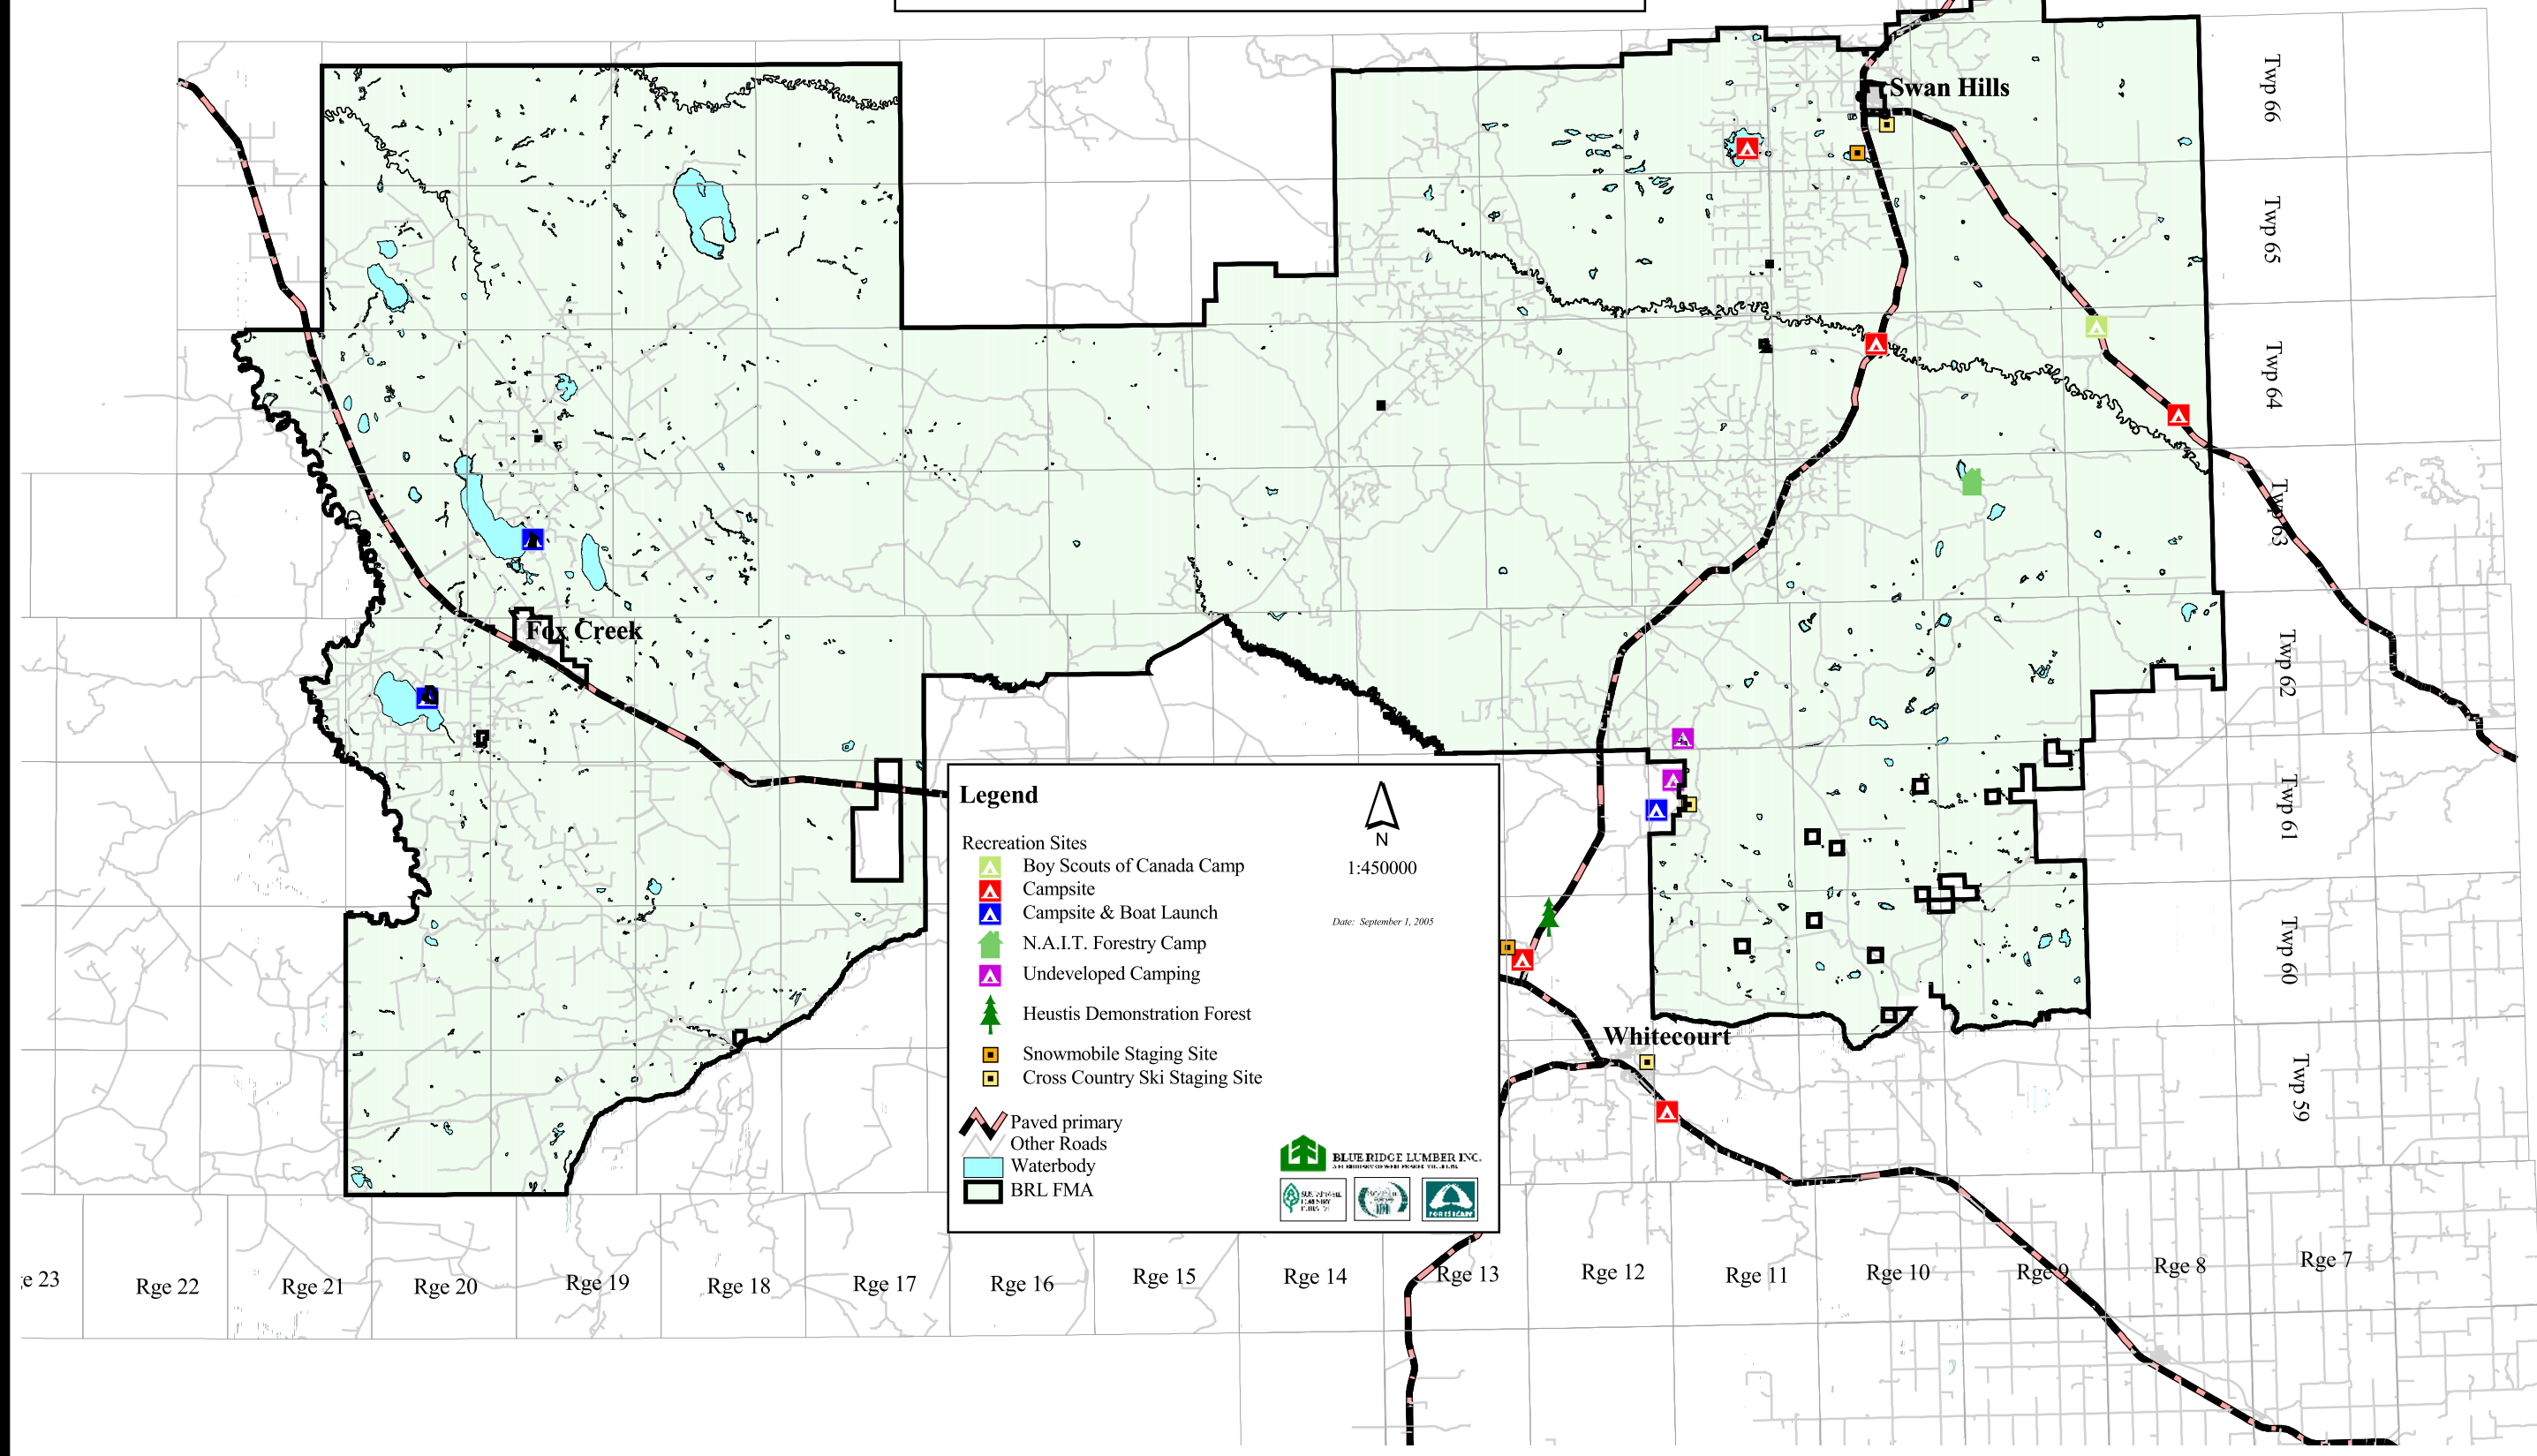 Swan Hills
Twp 66
Twp 65
Twp 64
Twp 63
Fox Creek
Twp 62
Twp 61
Twp 60
Twp 59
Whitecourt
Legend
N
1:450000
Date: September 1, 2005
Recreation Sites
Boy Scouts of Canada Camp
Campsite
Campsite & Boat Launch
N.A.I.T. Forestry Camp
Undeveloped Camping
Heustis Demonstration Forest
Snowmobile Staging Site
Cross Country Ski Staging Site
Paved primary
Other Roads
Waterbody
BRL FMA
BLUE RIDGE LUMBER INC.
FORESTCARE
e 23
Rge 22
Rge 21
Rge 20
Rge 19
Rge 18
Rge 17
Rge 16
Rge 15
Rge 14
Rge 13
Rge 12
Rge 11
Rge 10
Rge 9
Rge 8
Rge 7